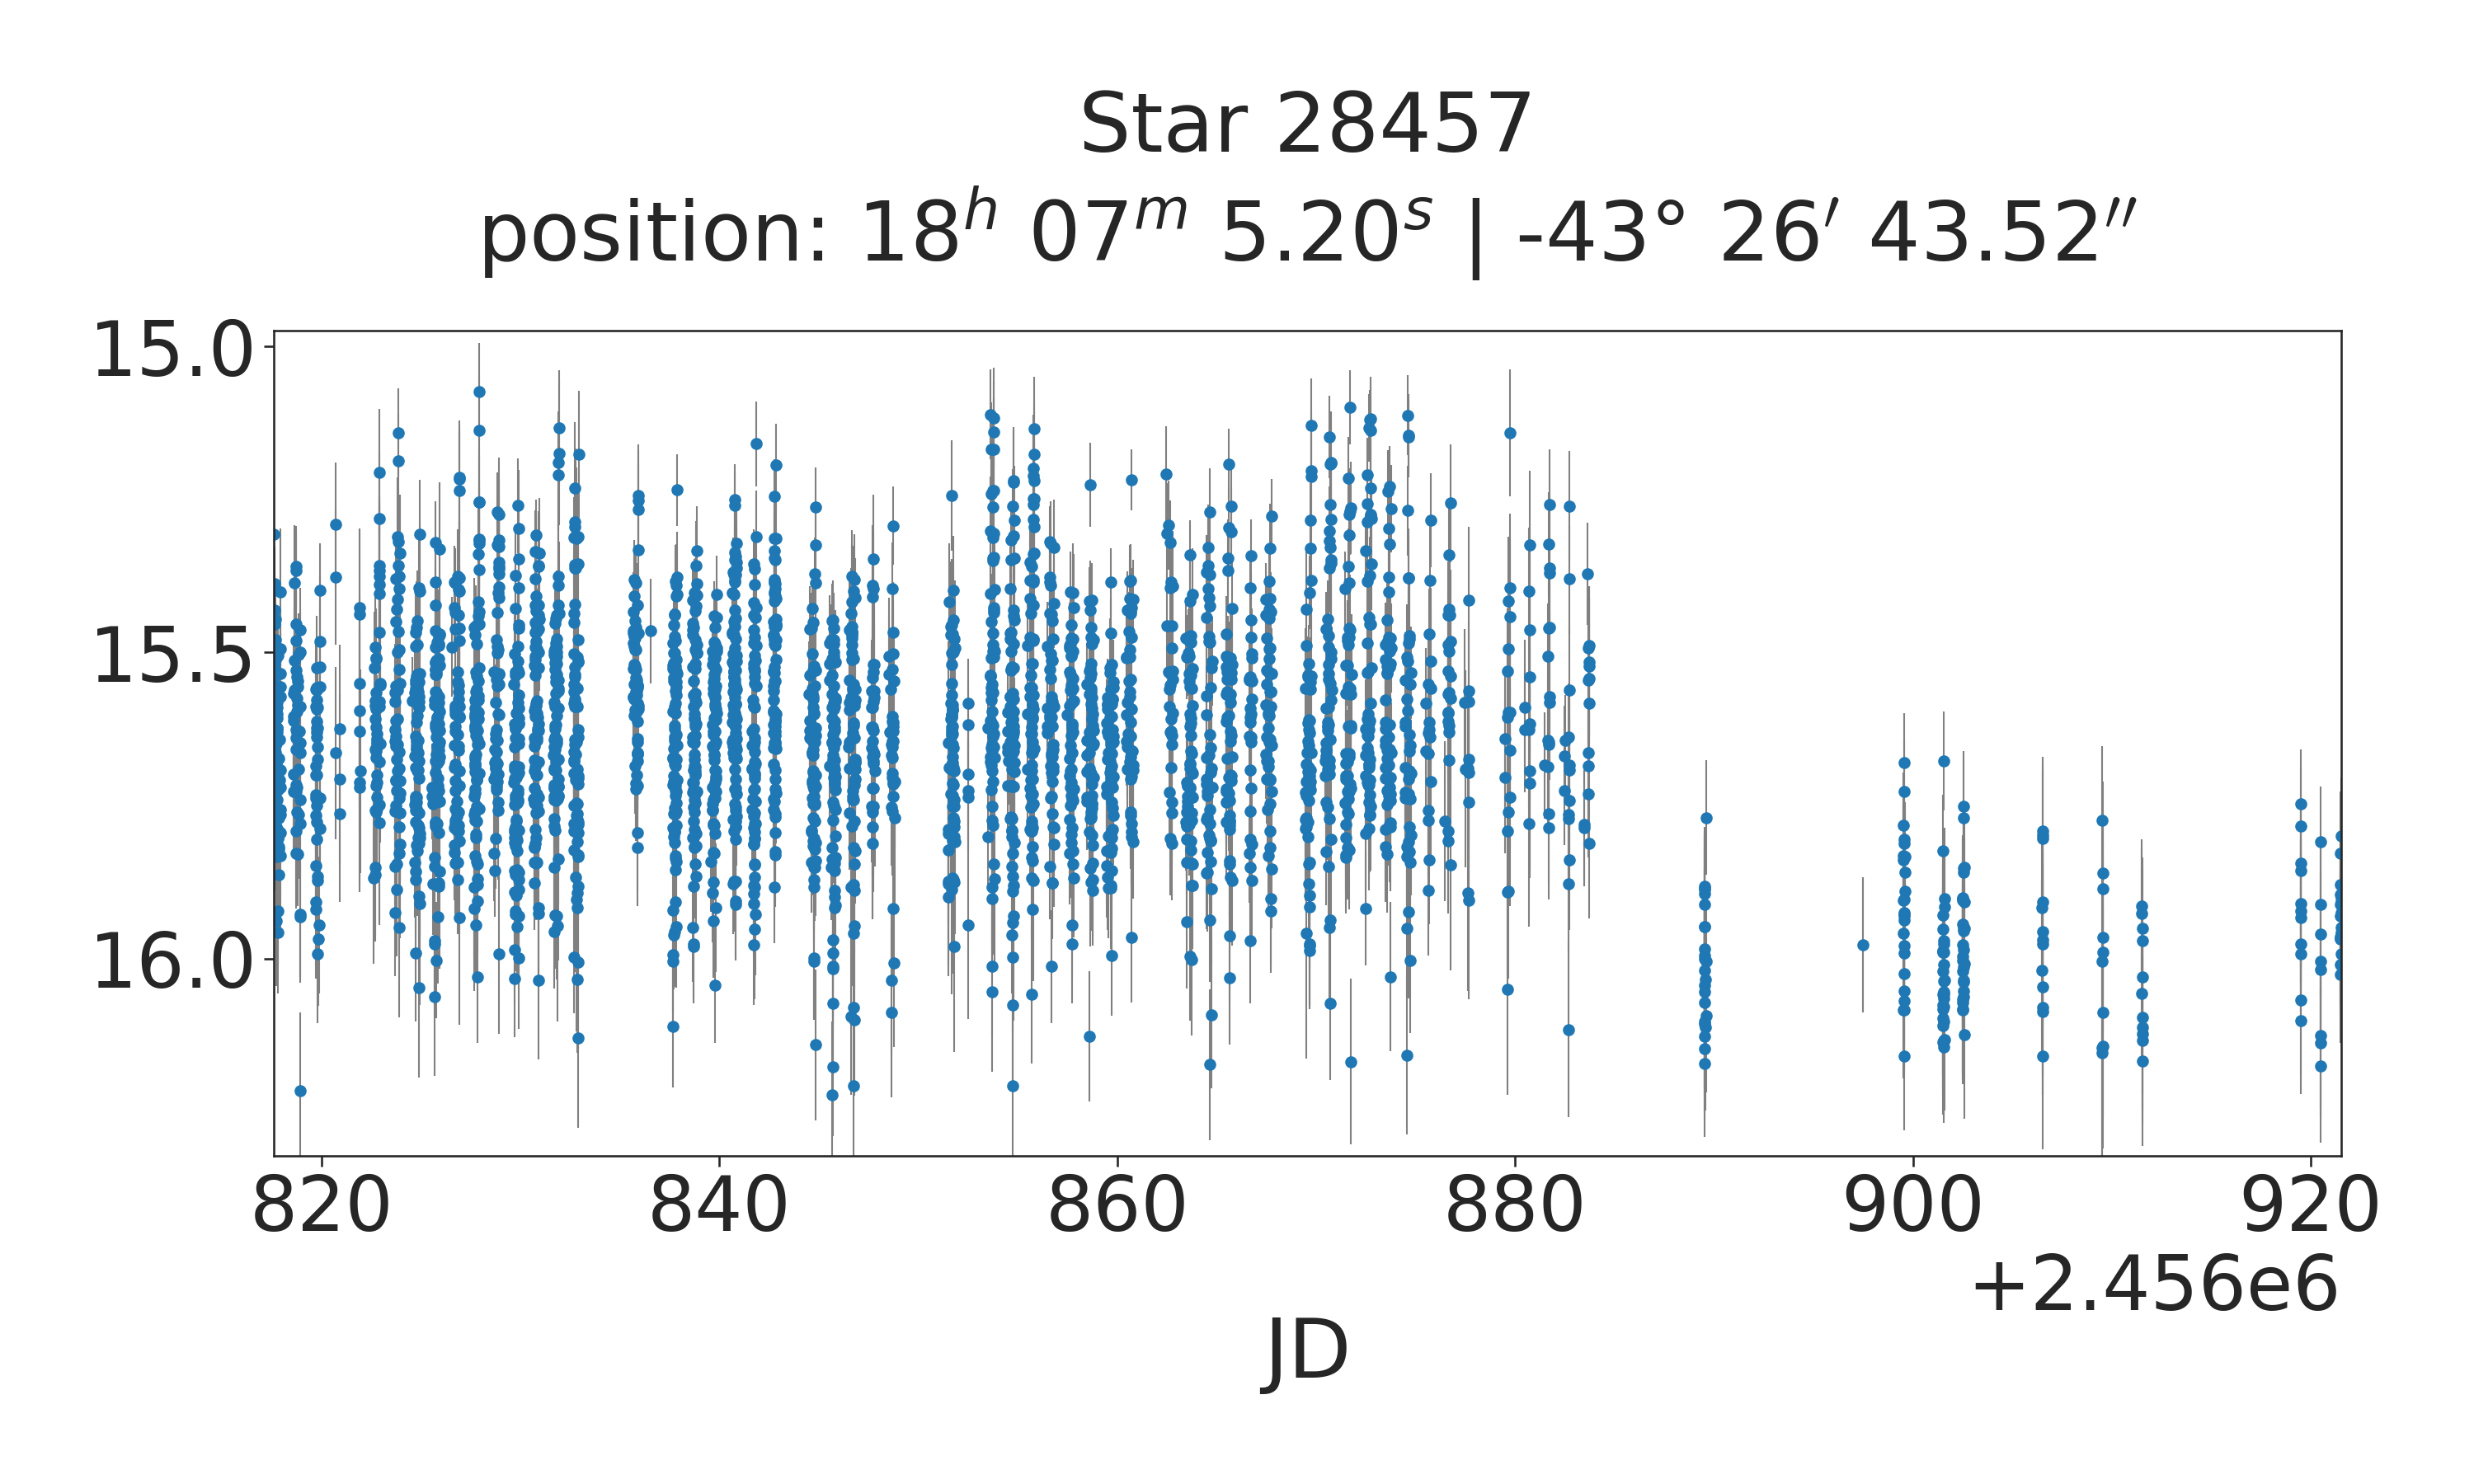 Star 28457
position: 18ʰ 07ᵐ 5.20ˢ | -43° 26′ 43.52″
15.0
15.5
16.0
820 840 860 880 900 920
+2.456e6
JD